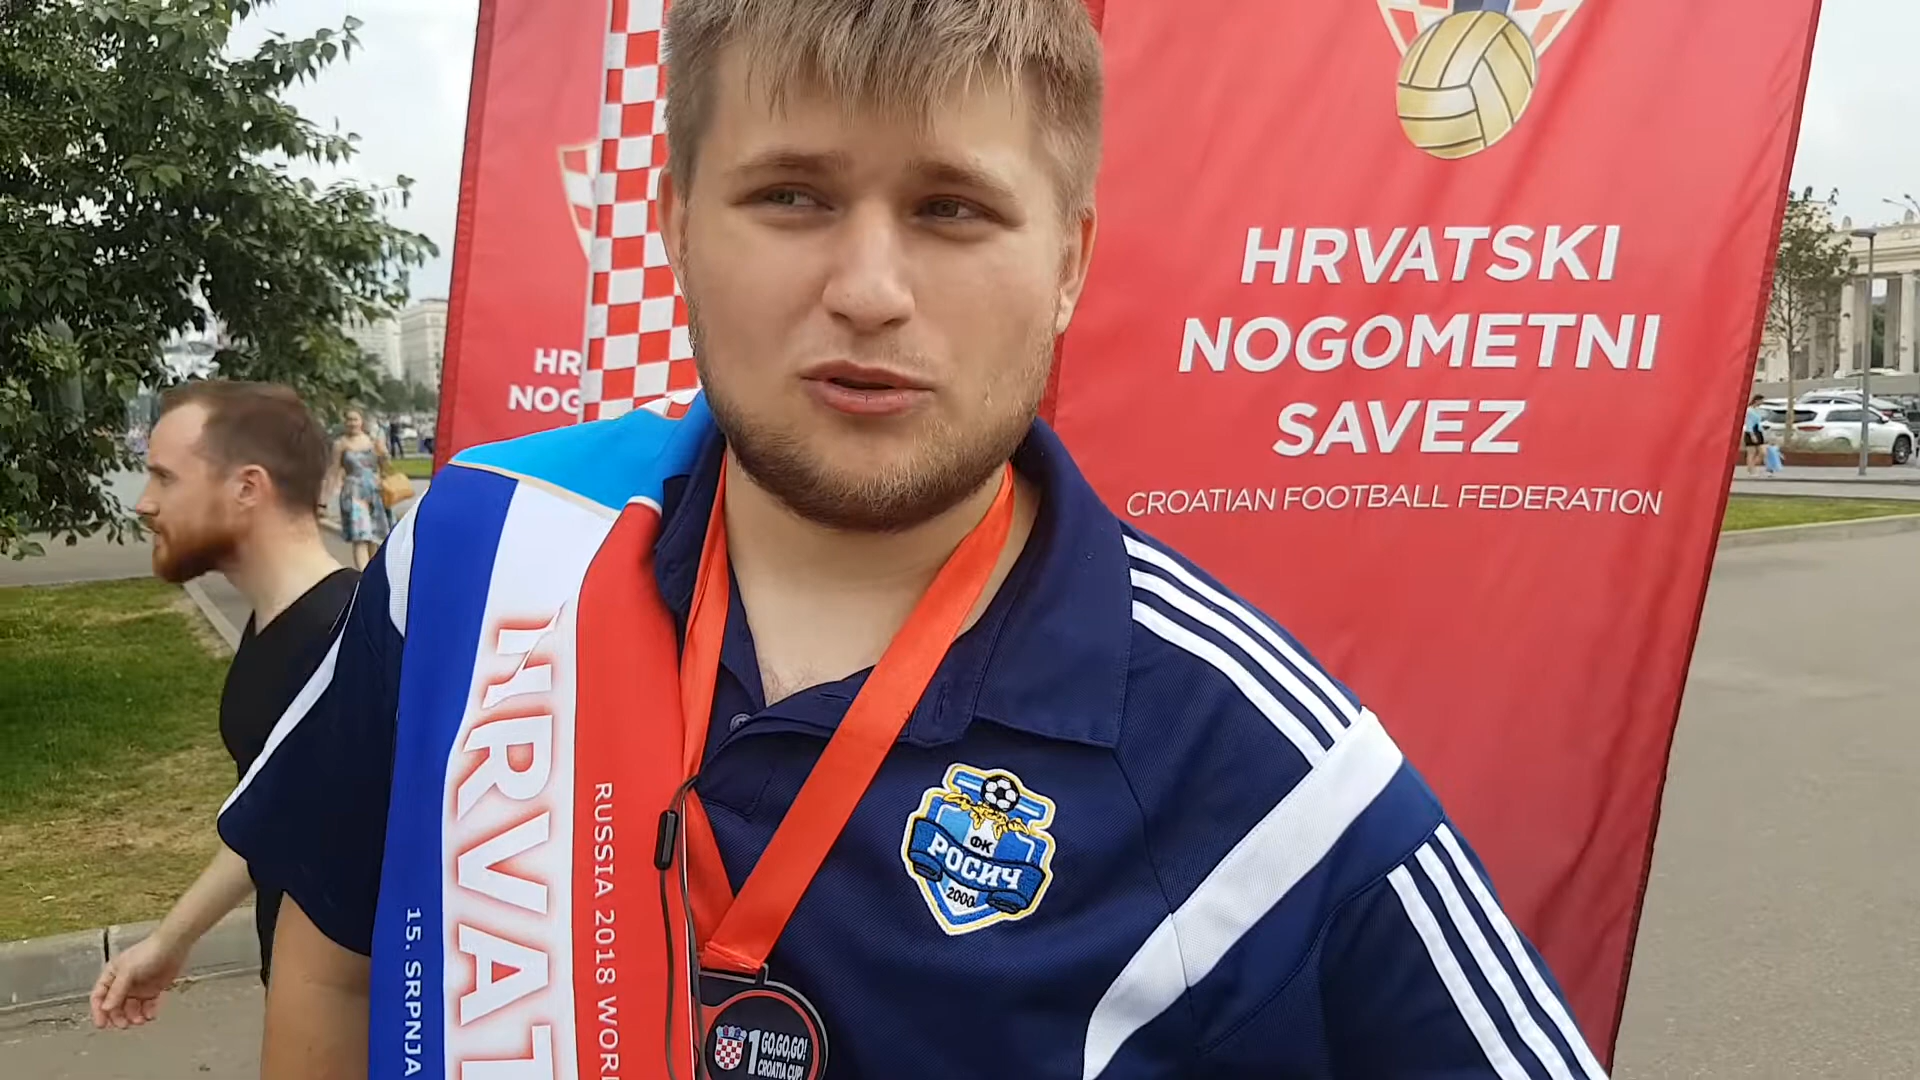 HR
NOG
HRVATSKI
NOGOMETNI
SAVEZ
CROATIAN FOOTBALL FEDERATION
HRVAT
RUSSIA 2018 WORL
15. SRPNJA
ФК
РОСИЧ
2000
1 GO,GO,GO!
CROATIA CUP!